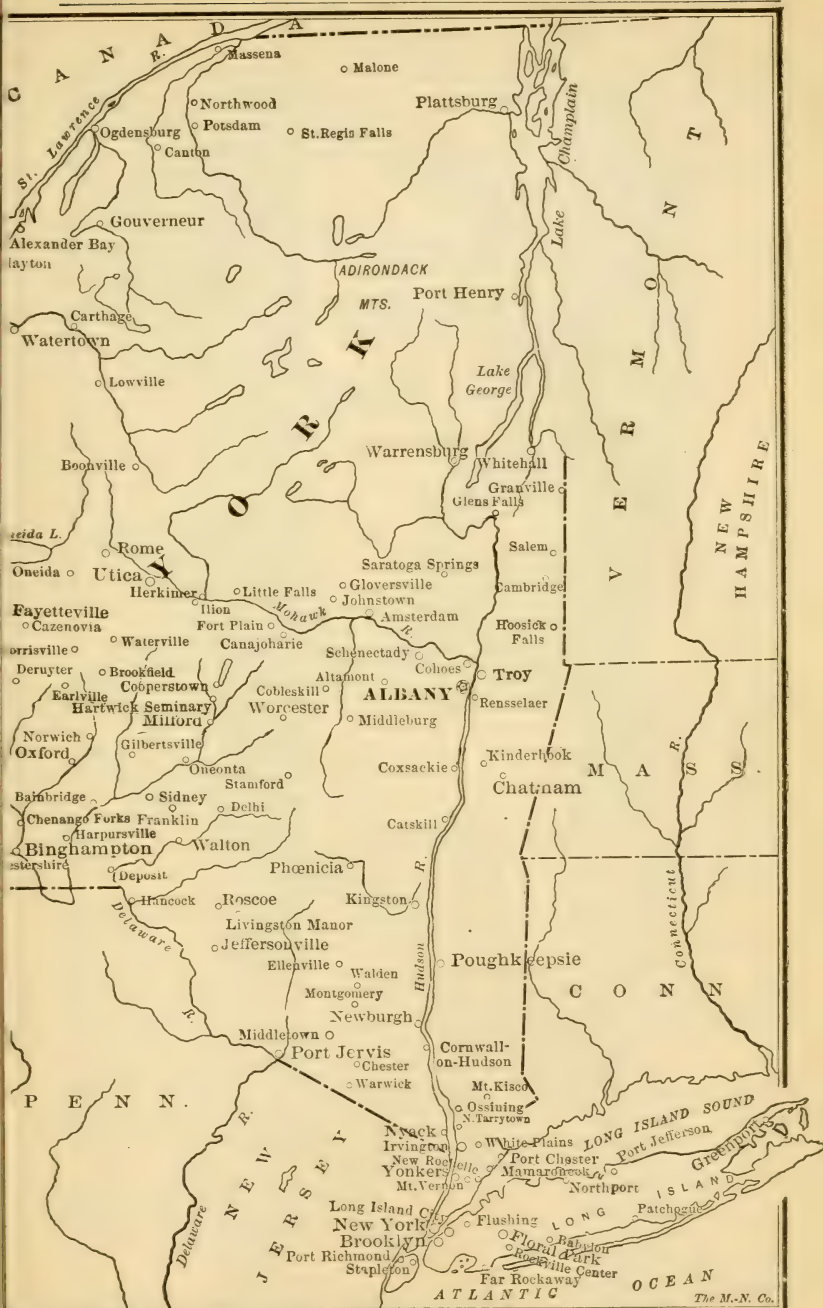 CANADA
St. Lawrence R.
Massena
Malone
Northwood
Plattsburg
Champlain
Ogdensburg
Potsdam
St. Regis Falls
Canton
VERMONT
Gouverneur
Alexander Bay
layton
Lake
ADIRONDACK
MTS.
Port Henry
Carthage
Watertown
YORK
Lake
George
Lowville
Warrensburg
Whitehall
Boonville
Granville
Glens Falls
NEW
HAMPSHIRE
neida L.
Rome
Salem
Oneida
Utica
Saratoga Springs
Herkimer
Little Falls
Gloversville
Cambridge
Ilion
Mohawk R.
Johnstown
Fayetteville
Amsterdam
Cazenovia
Fort Plain
Hoosick
Falls
Waterville
Canajoharie
orrisville
Schenectady
Cohoes
Deruyter
Brookfield
Altamont
Troy
Earlville
Cooperstown
Cobleskill
ALBANY
Hartwick Seminary
Worcester
Rensselaer
Milford
Middleburg
Norwich
Gilbertsville
Oxford
Kinderhook
Oneonta
Coxsackie
MASS
Stamford
Chatnam
Bainbridge
Sidney
Delhi
Chenango Forks
Franklin
Catskill
Harpursville
Binghampton
Walton
estershire
Deposit
Phœnicia
Hancock
Roscoe
Kingston
Delaware R.
Livingston Manor
Hudson R.
Connecticut R.
Jeffersonville
Ellenville
Poughkeepsie
Walden
CONN
Montgomery
Newburgh
Middletown
Port Jervis
Cornwall-
on-Hudson
Chester
Warwick
Mt. Kisco
PENN.
Ossining
N. Tarrytown
LONG ISLAND SOUND
Nyack
Irvington
White Plains
Port Jefferson
Greenport
New Rochelle
Port Chester
Yonkers
Mamaroneck
Mt. Vernon
Northport
NEW
JERSEY
Delaware R.
LONG ISLAND
Long Island City
Patchogue
New York
Flushing
Brooklyn
Floral Park
Babylon
Port Richmond
Rockville Center
Stapleton
Far Rockaway
ATLANTIC OCEAN
The M.-N. Co.